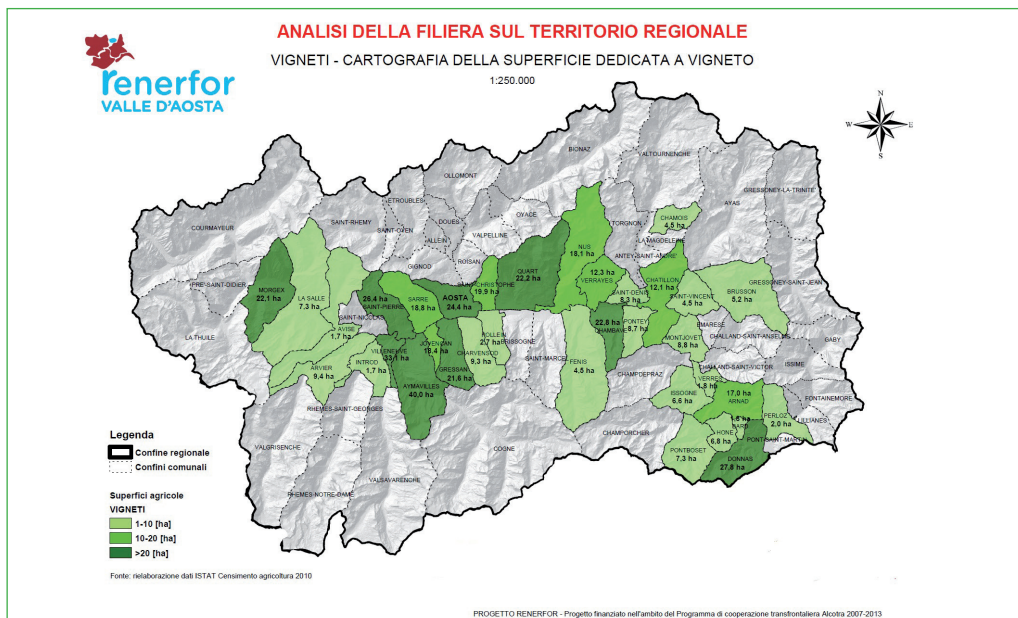 ANALISI DELLA FILIERA SUL TERRITORIO REGIONALE
VIGNETI - CARTOGRAFIA DELLA SUPERFICIE DEDICATA A VIGNETO
1:250.000
renerfor
VALLE D'AOSTA
N
W
E
S
BIONAZ
VALTOURNENCHE
OLLOMONT
GRESSONEY-LA-TRINITE
ETROUBLES
AYAS
SAINT-RHEMY
DOUES
OYACE
CHAMOIS
4.5 ha
COURMAYEUR
SAINT-OYEN
TORGNON
VALPELLINE
ALLEIN
LA-MAGDELEINE
NUS
18,1 ha
ANTEY-SAINT-ANDRE'
ROISAN
GIGNOD
QUART
22.2 ha
12.3 ha
VERRAYES
CHATILLON
12,1 ha
GRESSONEY-SAINT-JEAN
PRE'-SAINT-DIDIER
MORGEX
22,1 ha
SAINT-CHRISTOPHE
19.9 ha
SAINT-DENIS
8,3 ha
BRUSSON
5.2 ha
LA SALLE
7,3 ha
26,4 ha
SAINT-PIERRE
SARRE
18,8 ha
AOSTA
24,4 ha
SAINT-VINCENT
4,5 ha
SAINT-NICOLAS
22,8 ha
CHAMBAVE
PONTEY
8,7 ha
EMARESE
AVISE
1,7 ha
LA THUILE
POLLEIN
2,7 ha
BRISSOGNE
CHALLAND-SAINT-ANSELME
GABY
JOVENCAN
18,4 ha
MONTJOVET
8,8 ha
VILLENEUVE
23,1 ha
CHARVENSOD
9,3 ha
SAINT-MARCEL
INTROD
1,7 ha
ARVIER
9,4 ha
GRESSAN
21,6 ha
FENIS
4,5 ha
CHALLAND-SAINT-VICTOR
ISSIME
CHAMPDEPRAZ
VERRES
1,8 ha
AYMAVILLES
40,0 ha
ISSOGNE
6.6 ha
17,0 ha
ARNAD
FONTAINEMORE
RHEMES-SAINT-GEORGES
PERLOZ
2,0 ha
LILLIANES
BARD
CHAMPORCHER
HONE
6,8 ha
PONT-SAINT-MARTIN
VALGRISENCHE
COGNE
PONTBOSET
7,3 ha
DONNAS
27,8 ha
VALSAVARENCHE
RHEMES-NOTRE-DAME
Legenda
Confine regionale
Confini comunali
Superfici agricole
VIGNETI
1-10 [ha]
10-20 [ha]
>20 [ha]
Fonte: rielaborazione dati ISTAT Censimento agricoltura 2010
PROGETTO RENERFOR - Progetto finanziato nell'ambito del Programma di cooperazione transfrontaliera Alcotra 2007-2013